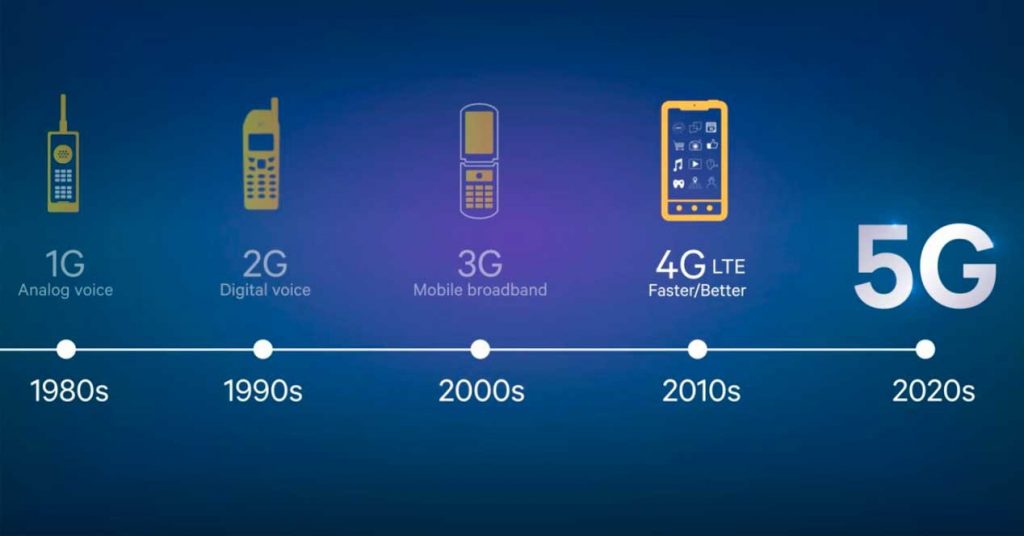 1G
Analog voice
2G
Digital voice
3G
Mobile broadband
4G LTE
Faster/Better
5G
1980s
1990s
2000s
2010s
2020s